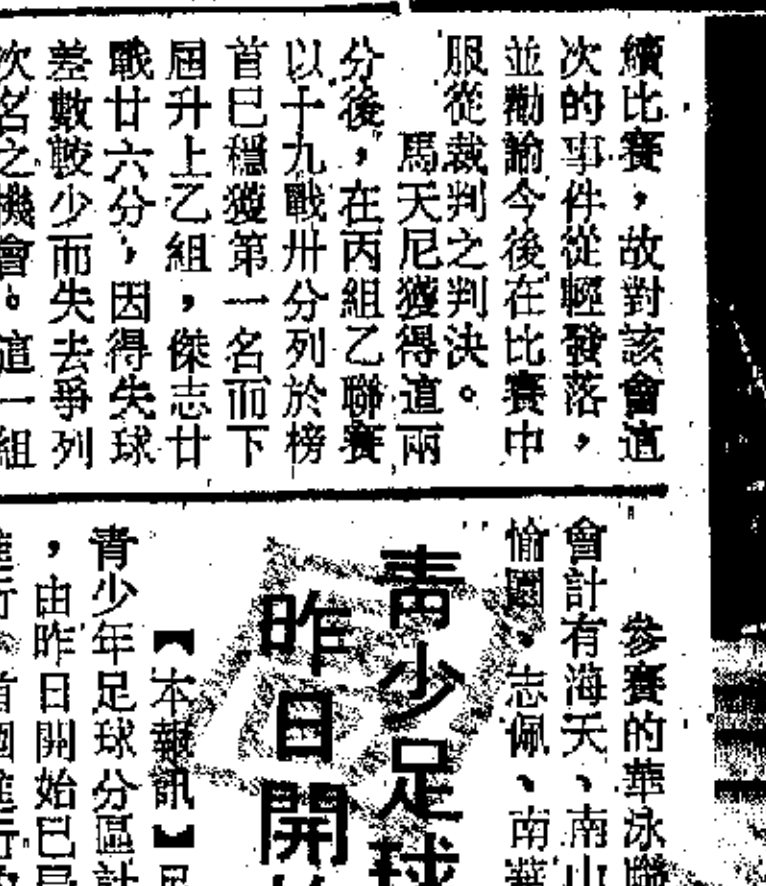 續比賽，故對該會這
次的事件從輕發落，
並勸諭今後在比賽中
服從裁判之判決。
馬天尼獲得這兩
分後，在丙組乙聯賽
以十九戰卅分列於榜
首已穩獲第一名而下
屆升上乙組，傑志廿
戰廿六分，因得失球
差數較少而失去爭列
次名之機會。這一組
參賽的華泳聯
會計有海天、南山
愉園、志佩、南華
青少足球
昨日開
【本報訊】
青少年足球分區計
，由昨日開始已